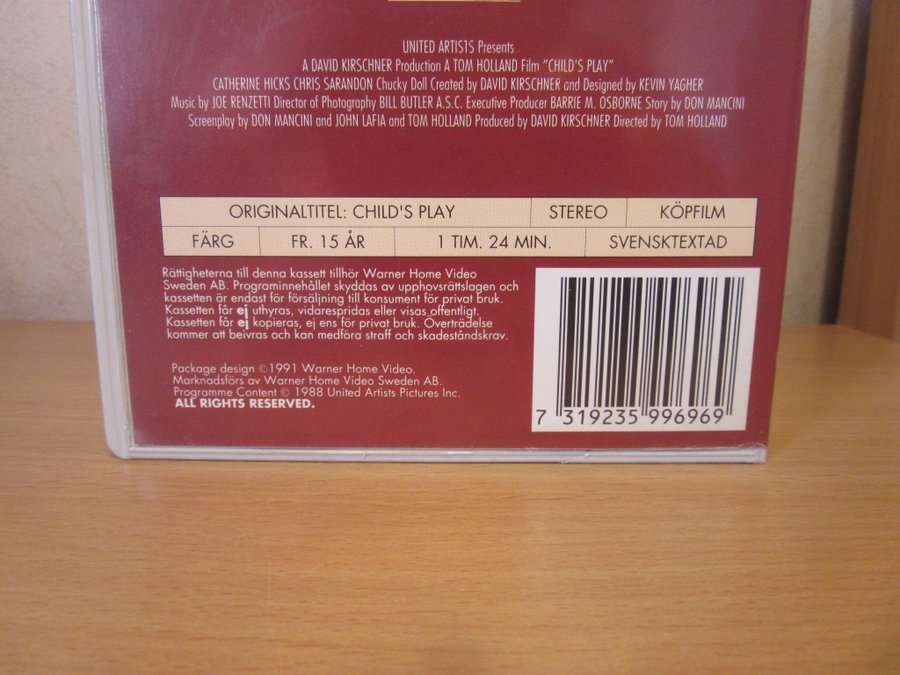 UNITED ARTISTS Presents
A DAVID KIRSCHNER Production A TOM HOLLAND Film "CHILD'S PLAY"
CATHERINE HICKS CHRIS SARANDON Chucky Doll Created by DAVID KIRSCHNER and Designed by KEVIN YAGHER
Music by JOE RENZETTI Director of Photography BILL BUTLER A.S.C. Executive Producer BARRIE M. OSBORNE Story by DON MANCINI
Screenplay by DON MANCINI and JOHN LAFIA and TOM HOLLAND Produced by DAVID KIRSCHNER Directed by TOM HOLLAND
ORIGINALTITEL: CHILD'S PLAY STEREO KÖPFILM
FÄRG FR. 15 ÅR 1 TIM. 24 MIN. SVENSKTEXTAD
Rättigheterna till denna kassett tillhör Warner Home Video
Sweden AB. Programinnehållet skyddas av upphovsrättslagen och
kassetten är endast för försäljning till konsument för privat bruk.
Kassetten får ej uthyras, vidarespridas eller visas offentligt.
Kassetten får ej kopieras, ej ens för privat bruk. Överträdelse
kommer att beivras och kan medföra straff och skadeståndskrav.
Package design ©1991 Warner Home Video.
Marknadsförs av Warner Home Video Sweden AB.
Programme Content © 1988 United Artists Pictures Inc.
ALL RIGHTS RESERVED.
7 319235 996969